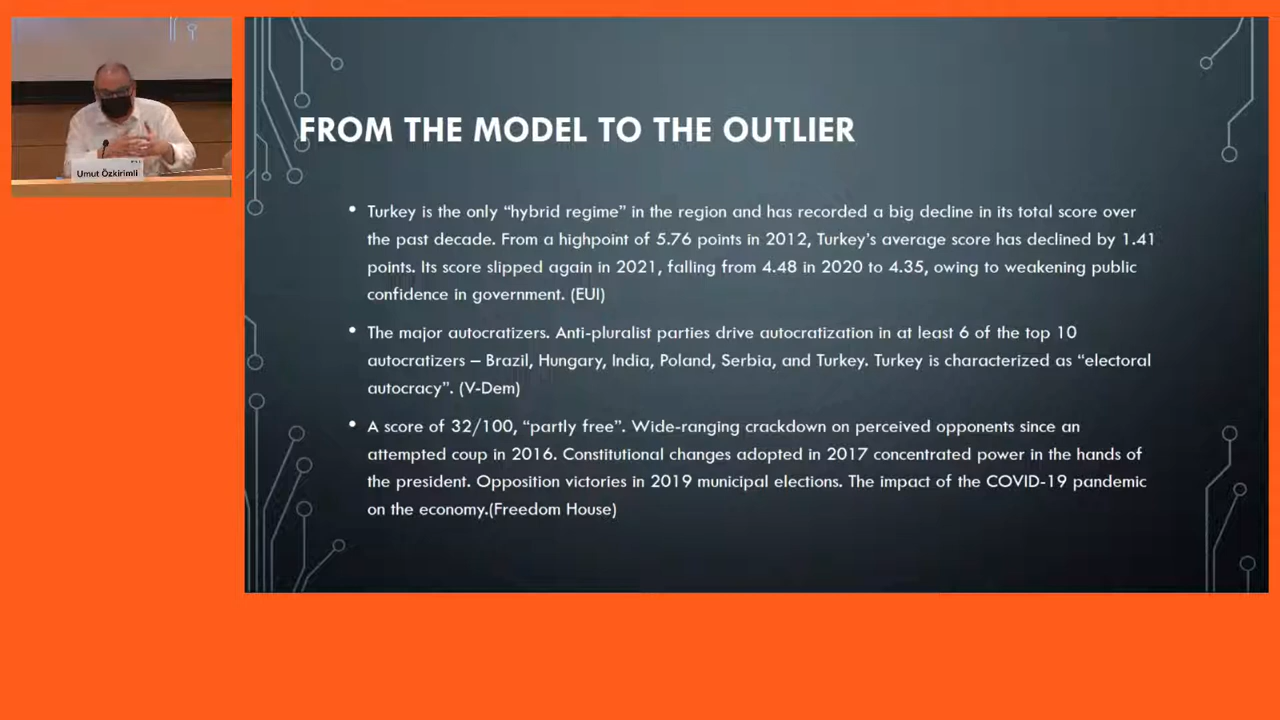 Umut Özkirimli
FROM THE MODEL TO THE OUTLIER
• Turkey is the only “hybrid regime” in the region and has recorded a big decline in its total score over
the past decade. From a highpoint of 5.76 points in 2012, Turkey’s average score has declined by 1.41
points. Its score slipped again in 2021, falling from 4.48 in 2020 to 4.35, owing to weakening public
confidence in government. (EUI)
• The major autocratizers. Anti-pluralist parties drive autocratization in at least 6 of the top 10
autocratizers – Brazil, Hungary, India, Poland, Serbia, and Turkey. Turkey is characterized as “electoral
autocracy”. (V-Dem)
• A score of 32/100, “partly free”. Wide-ranging crackdown on perceived opponents since an
attempted coup in 2016. Constitutional changes adopted in 2017 concentrated power in the hands of
the president. Opposition victories in 2019 municipal elections. The impact of the COVID-19 pandemic
on the economy.(Freedom House)